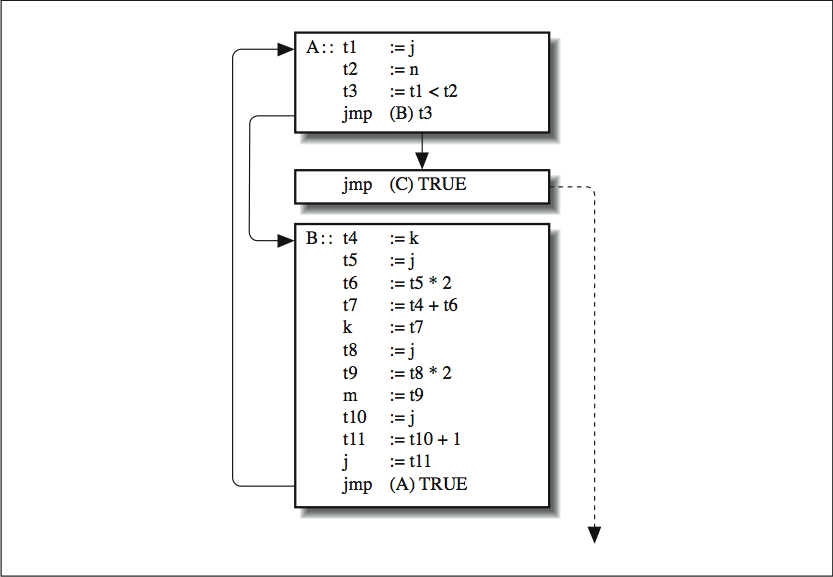 A:: t1 := j
t2 := n
t3 := t1 < t2
jmp (B) t3
jmp (C) TRUE
B:: t4 := k
t5 := j
t6 := t5 * 2
t7 := t4 + t6
k := t7
t8 := j
t9 := t8 * 2
m := t9
t10 := j
t11 := t10 + 1
j := t11
jmp (A) TRUE